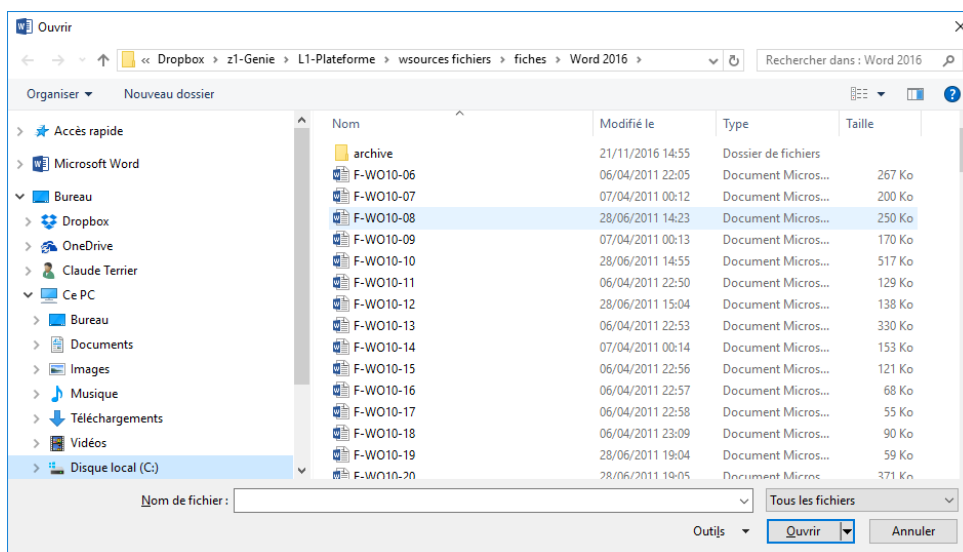 Ouvrir
« Dropbox › z1-Genie › L1-Plateforme › wsources fichiers › fiches › Word 2016 › Rechercher dans : Word 2016
Organiser Nouveau dossier
Accès rapide
Microsoft Word
Bureau
Dropbox
OneDrive
Claude Terrier
Ce PC
Bureau
Documents
Images
Musique
Téléchargements
Vidéos
Disque local (C:)
Nom Modifié le Type Taille
archive 21/11/2016 14:55 Dossier de fichiers
F-WO10-06 06/04/2011 22:05 Document Micros... 267 Ko
F-WO10-07 07/04/2011 00:12 Document Micros... 200 Ko
F-WO10-08 28/06/2011 14:23 Document Micros... 250 Ko
F-WO10-09 07/04/2011 00:13 Document Micros... 170 Ko
F-WO10-10 28/06/2011 14:55 Document Micros... 517 Ko
F-WO10-11 06/04/2011 22:50 Document Micros... 129 Ko
F-WO10-12 28/06/2011 15:04 Document Micros... 138 Ko
F-WO10-13 06/04/2011 22:53 Document Micros... 330 Ko
F-WO10-14 07/04/2011 00:14 Document Micros... 153 Ko
F-WO10-15 06/04/2011 22:56 Document Micros... 121 Ko
F-WO10-16 06/04/2011 22:57 Document Micros... 68 Ko
F-WO10-17 06/04/2011 22:58 Document Micros... 55 Ko
F-WO10-18 06/04/2011 23:09 Document Micros... 90 Ko
F-WO10-19 28/06/2011 19:04 Document Micros... 59 Ko
F-WO10-20 28/06/2011 19:05 Document Micros... 371 Ko
Nom de fichier : Tous les fichiers
Outils Ouvrir Annuler